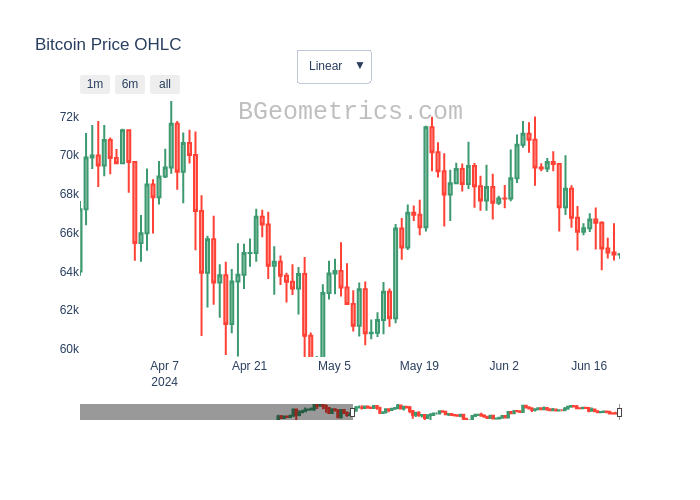 Bitcoin Price OHLC
Linear ▼
1m 6m all
BGeometrics.com
72k
70k
68k
66k
64k
62k
60k
Apr 7 Apr 21 May 5 May 19 Jun 2 Jun 16
2024